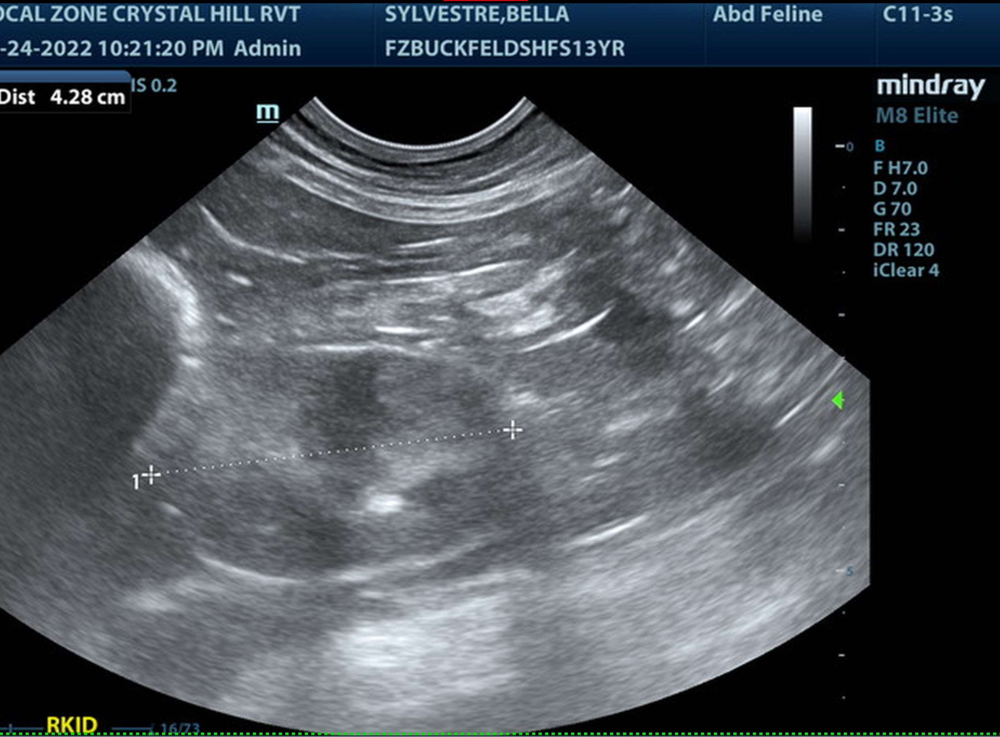 OCAL ZONE CRYSTAL HILL RVT
SYLVESTRE,BELLA
Abd Feline
C11-3s
-24-2022 10:21:20 PM Admin
FZBUCKFELDSHFS13YR
IS 0.2
Dist 4.28 cm
m
mindray
M8 Elite
0
B
F H7.0
D 7.0
G 70
FR 23
DR 120
iClear 4
1
5
RKID
16/73